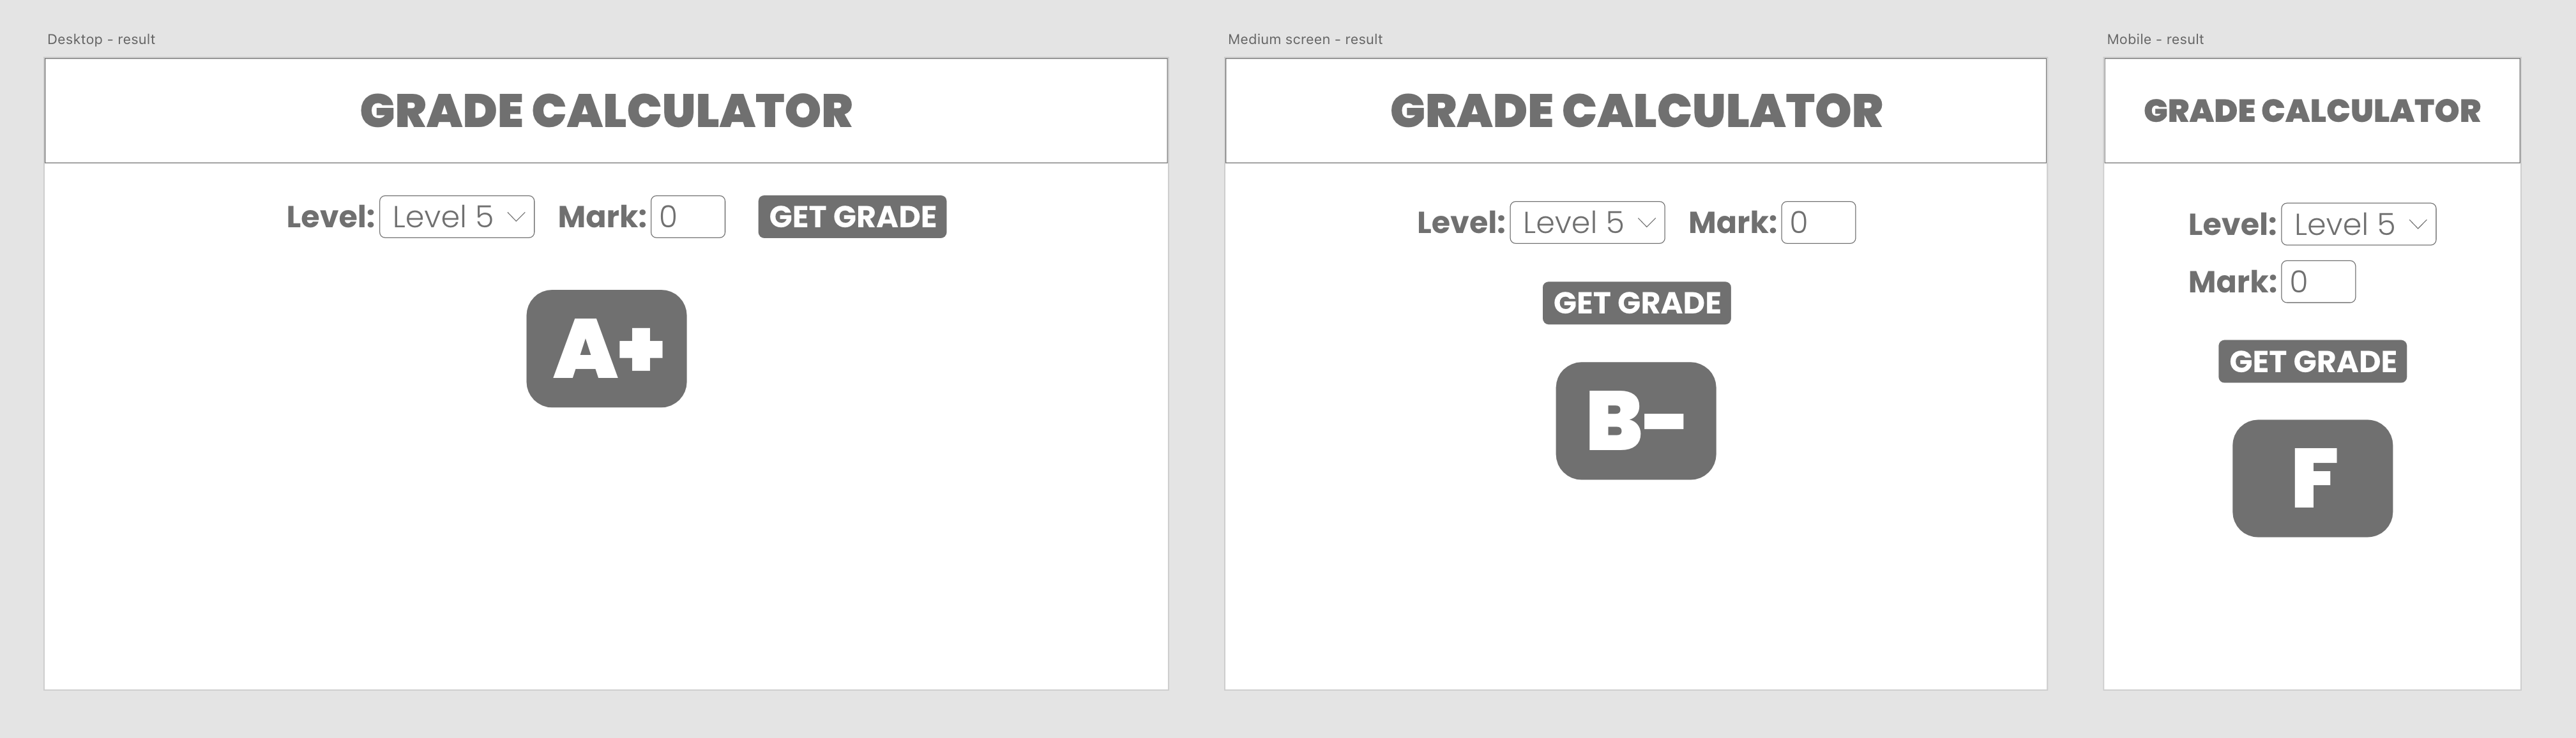 Desktop - result
GRADE CALCULATOR
Level: Level 5 Mark: 0 GET GRADE
A+
Medium screen - result
GRADE CALCULATOR
Level: Level 5 Mark: 0
GET GRADE
B-
Mobile - result
GRADE CALCULATOR
Level: Level 5
Mark: 0
GET GRADE
F